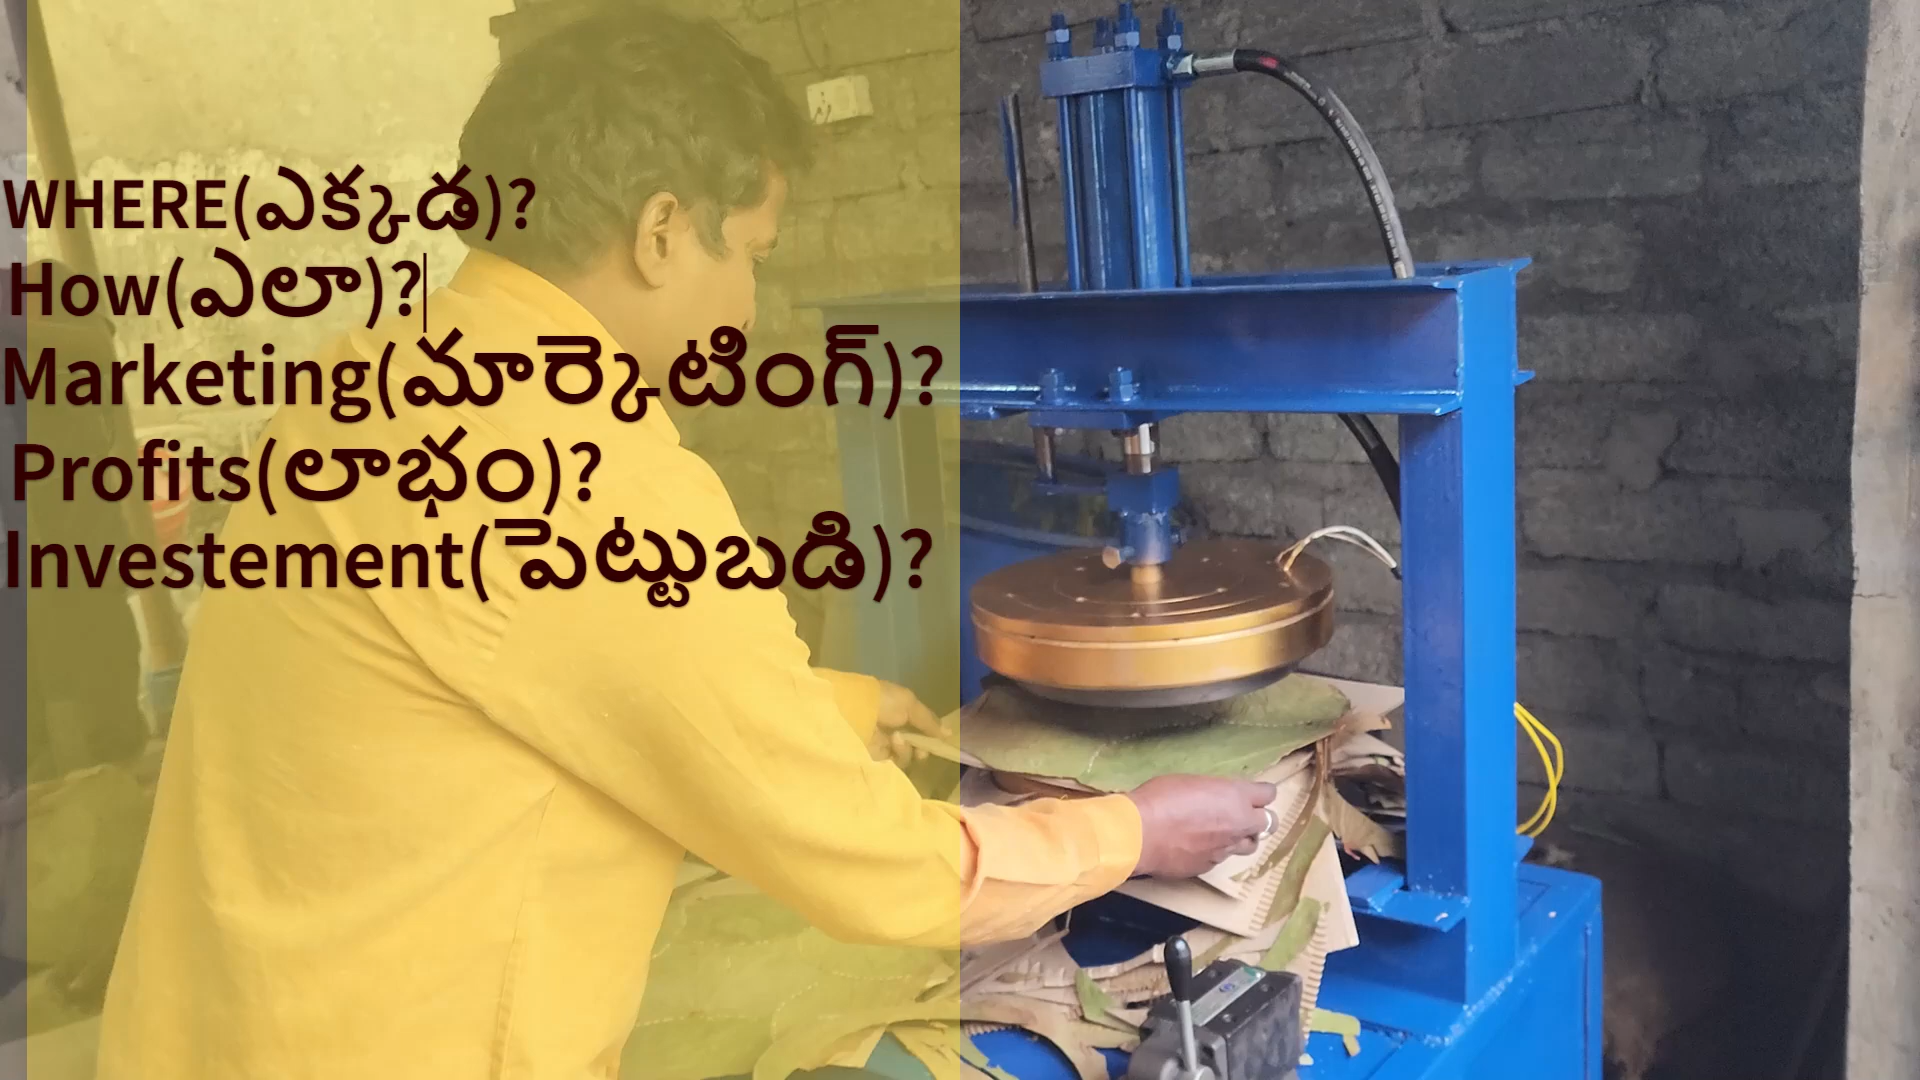 WHERE(ఎక్కడ)?
How(ఎలా)?
Marketing(మార్కెటింగ్)?
Profits(లాభం)?
Investement(పెట్టుబడి)?